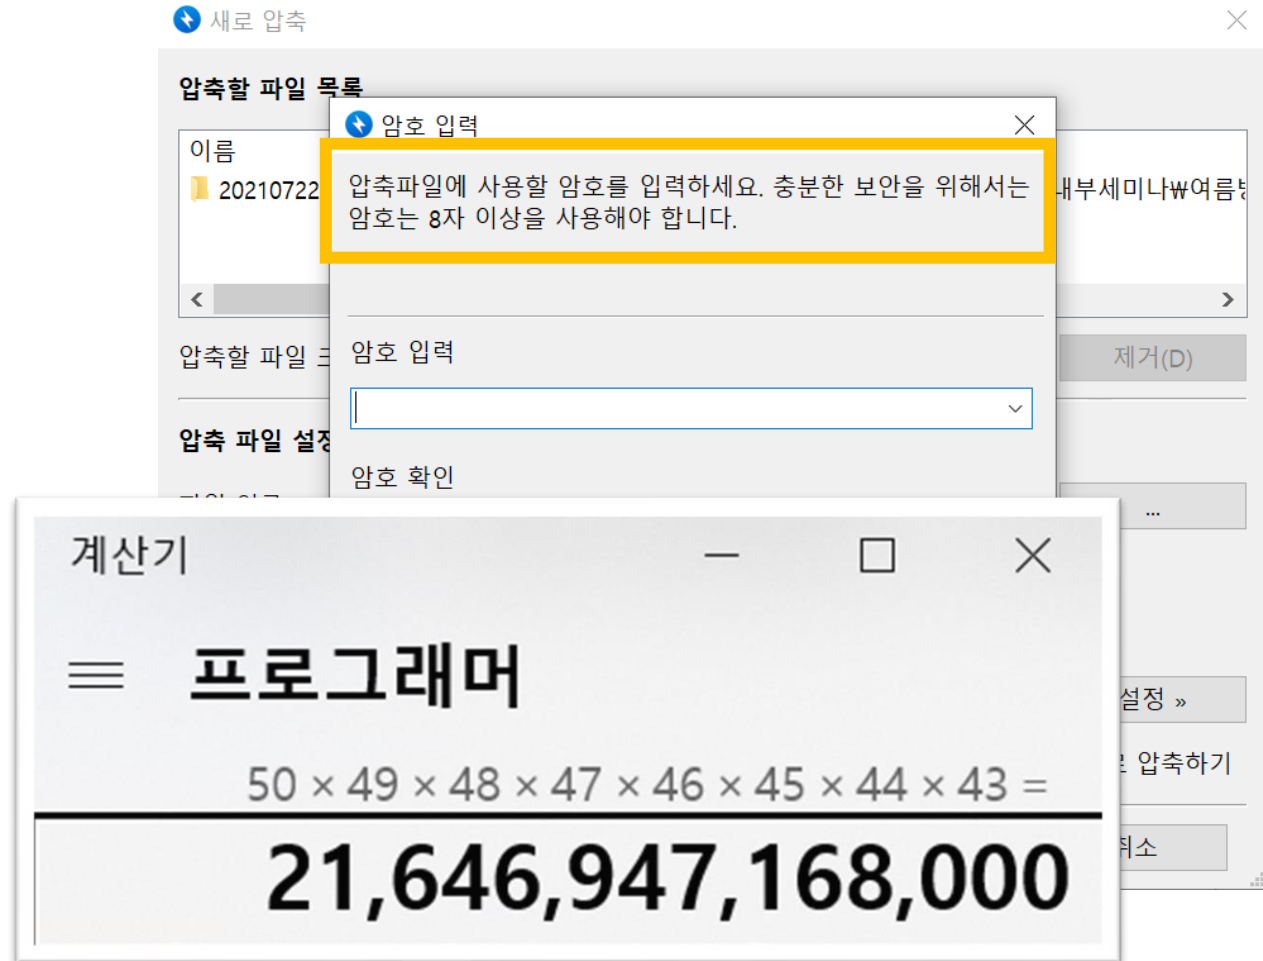 새로 압축
압축할 파일 목록
암호 입력
이름
20210722
압축파일에 사용할 암호를 입력하세요. 충분한 보안을 위해서는
암호는 8자 이상을 사용해야 합니다.
내부세미나₩여름
압축할 파일
암호 입력
제거(D)
압축 파일 설정
암호 확인
...
계산기
프로그래머
설정 »
50 × 49 × 48 × 47 × 46 × 45 × 44 × 43 =
압축하기
21,646,947,168,000
취소